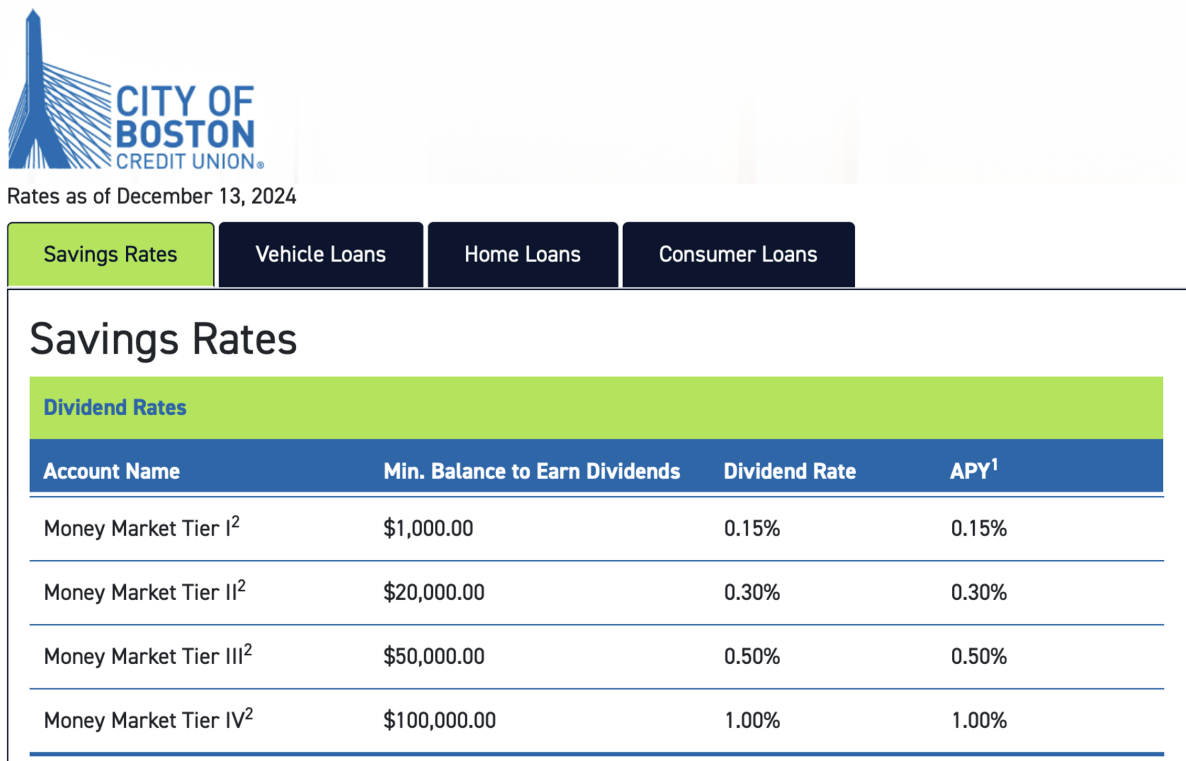 CITY OF
BOSTON
CREDIT UNION®
Rates as of December 13, 2024
Savings Rates Vehicle Loans Home Loans Consumer Loans
Savings Rates
Dividend Rates
Account Name Min. Balance to Earn Dividends Dividend Rate APY¹
Money Market Tier I² $1,000.00 0.15% 0.15%
Money Market Tier II² $20,000.00 0.30% 0.30%
Money Market Tier III² $50,000.00 0.50% 0.50%
Money Market Tier IV² $100,000.00 1.00% 1.00%